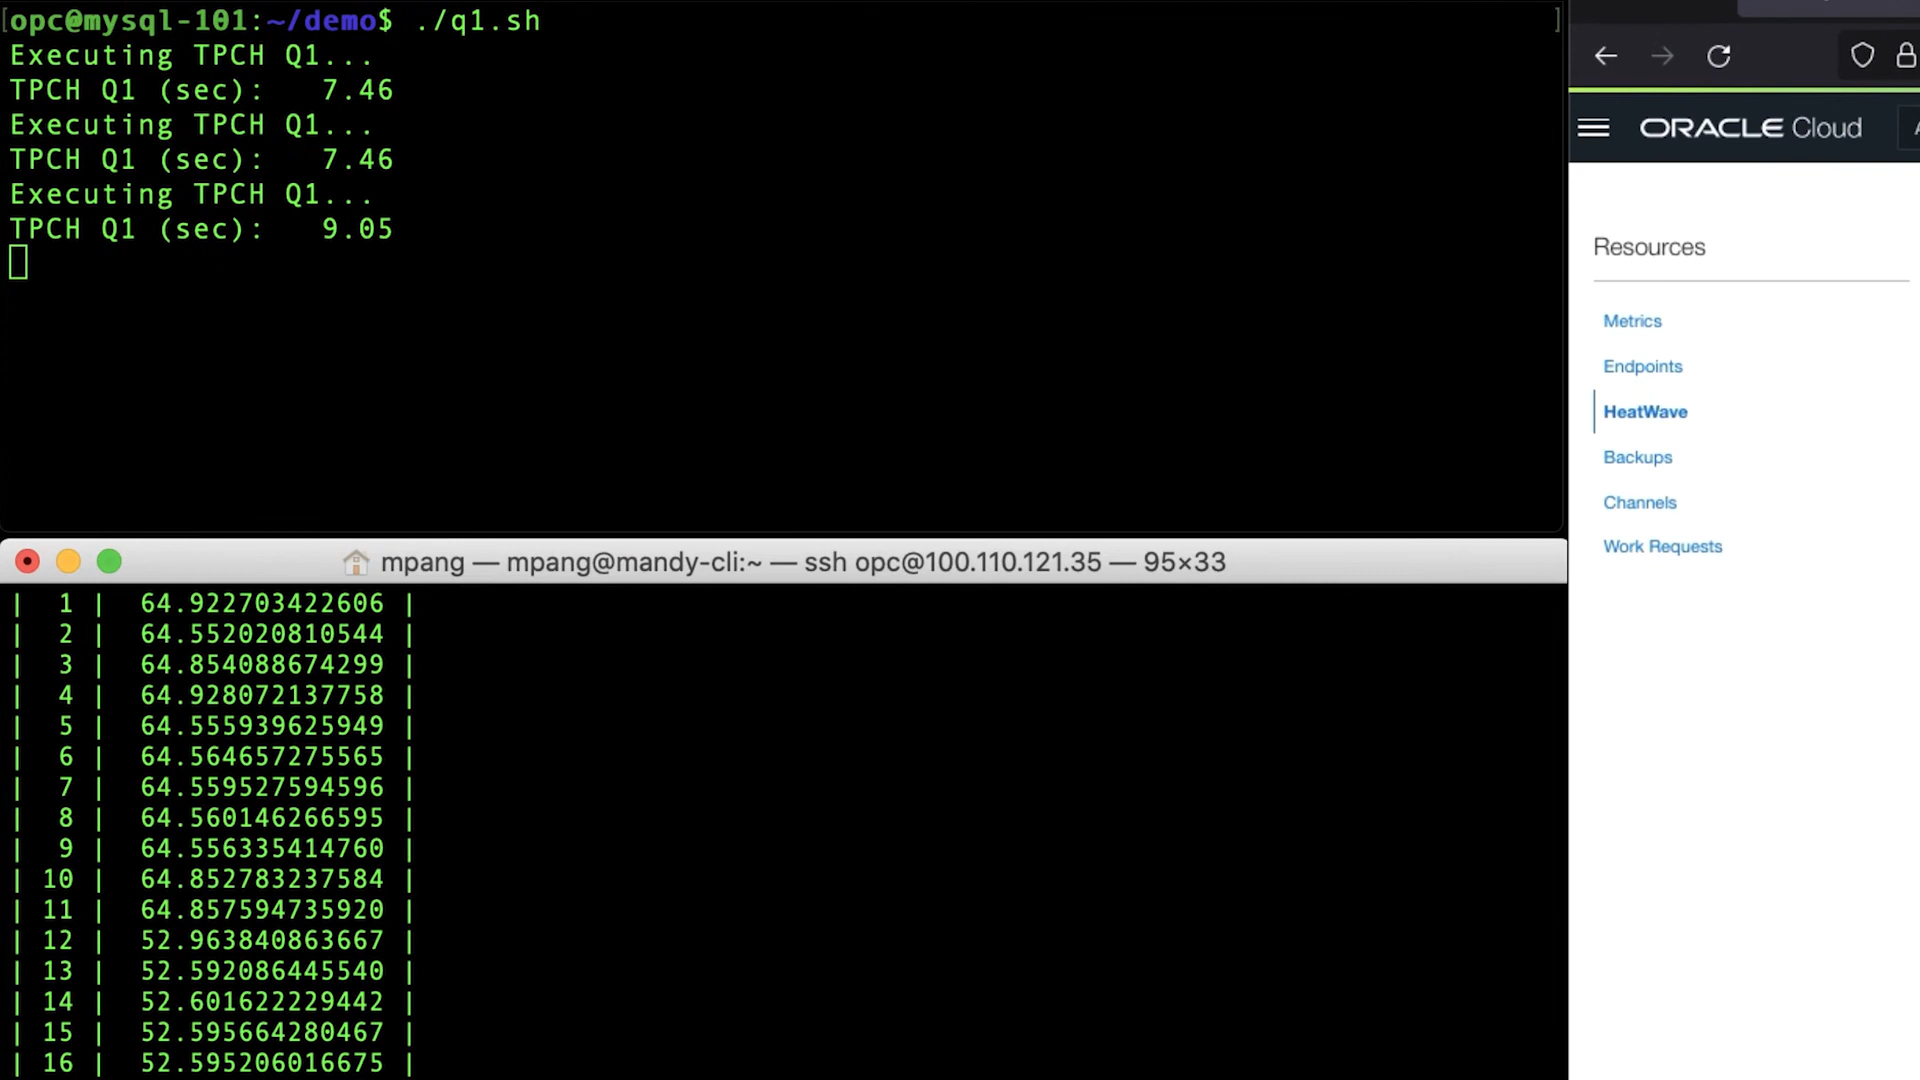 [opc@mysql-101:~/demo$ ./q1.sh ]
Executing TPCH Q1...
TPCH Q1 (sec):   7.46
Executing TPCH Q1...
TPCH Q1 (sec):   7.46
Executing TPCH Q1...
TPCH Q1 (sec):   9.05
mpang — mpang@mandy-cli:~ — ssh opc@100.110.121.35 — 95×33
|  1 |  64.922703422606 |
|  2 |  64.552020810544 |
|  3 |  64.854088674299 |
|  4 |  64.928072137758 |
|  5 |  64.555939625949 |
|  6 |  64.564657275565 |
|  7 |  64.559527594596 |
|  8 |  64.560146266595 |
|  9 |  64.556335414760 |
| 10 |  64.852783237584 |
| 11 |  64.857594735920 |
| 12 |  52.963840863667 |
| 13 |  52.592086445540 |
| 14 |  52.601622229442 |
| 15 |  52.595664280467 |
| 16 |  52.595206016675 |
ORACLE Cloud
Resources
Metrics
Endpoints
HeatWave
Backups
Channels
Work Requests